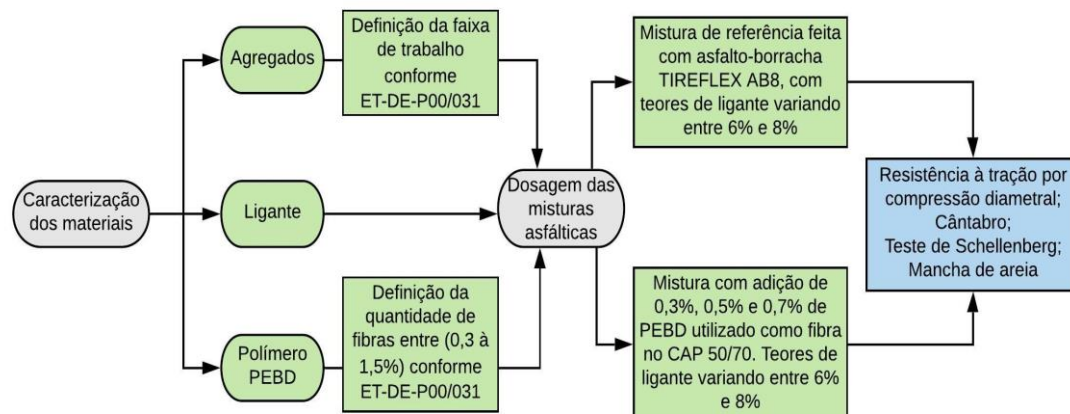 Caracterização
dos materiais
Agregados
Definição da faixa
de trabalho
conforme
ET-DE-P00/031
Ligante
Polímero
PEBD
Definição da
quantidade de
fibras entre (0,3 à
1,5%) conforme
ET-DE-P00/031
Dosagem das
misturas
asfálticas
Mistura de referência feita
com asfalto-borracha
TIREFLEX AB8, com
teores de ligante variando
entre 6% e 8%
Mistura com adição de
0,3%, 0,5% e 0,7% de
PEBD utilizado como fibra
no CAP 50/70. Teores de
ligante variando entre 6%
e 8%
Resistência à tração por
compressão diametral;
Cântabro;
Teste de Schellenberg;
Mancha de areia